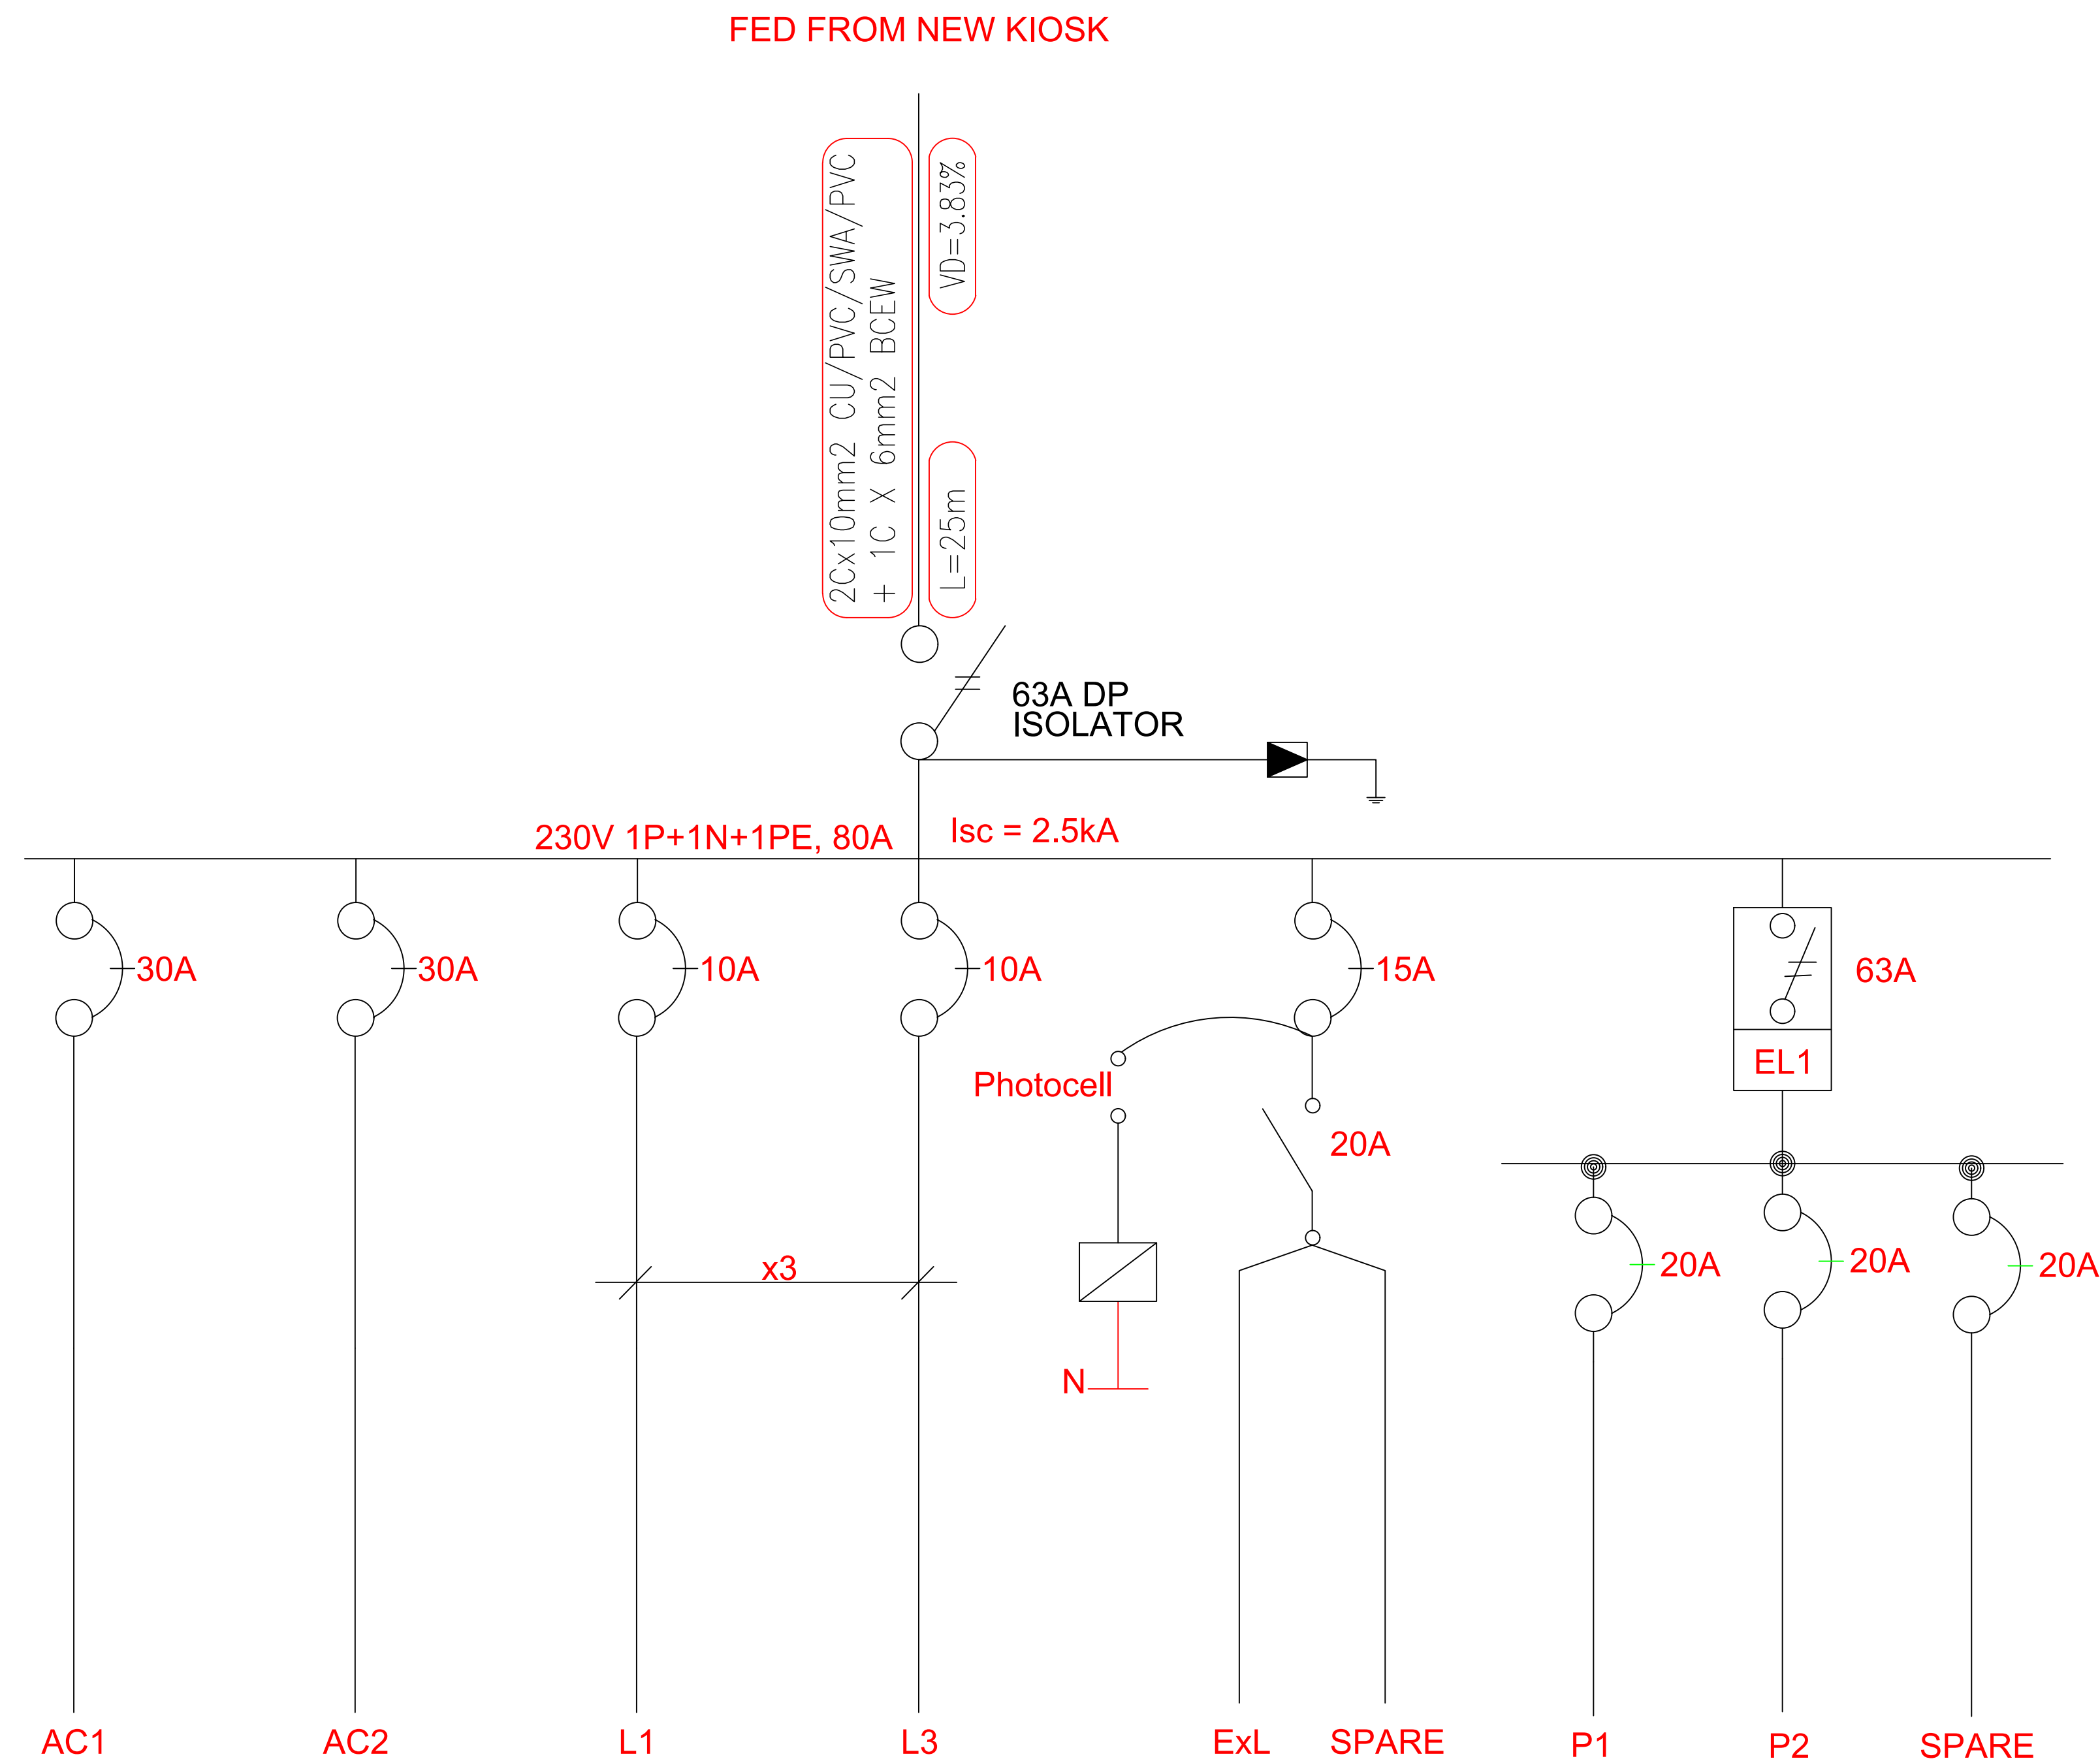 FED FROM NEW KIOSK
2Cx10mm2 CU/PVC/SWA/PVC
+ 1C X 6mm2 BCEW
VD=3.83%
L=25m
63A DP
ISOLATOR
230V 1P+1N+1PE, 80A
Isc = 2.5kA
30A
30A
10A
10A
15A
63A
EL1
Photocell
20A
x3
20A
20A
20A
N
AC1
AC2
L1
L3
ExL
SPARE
P1
P2
SPARE